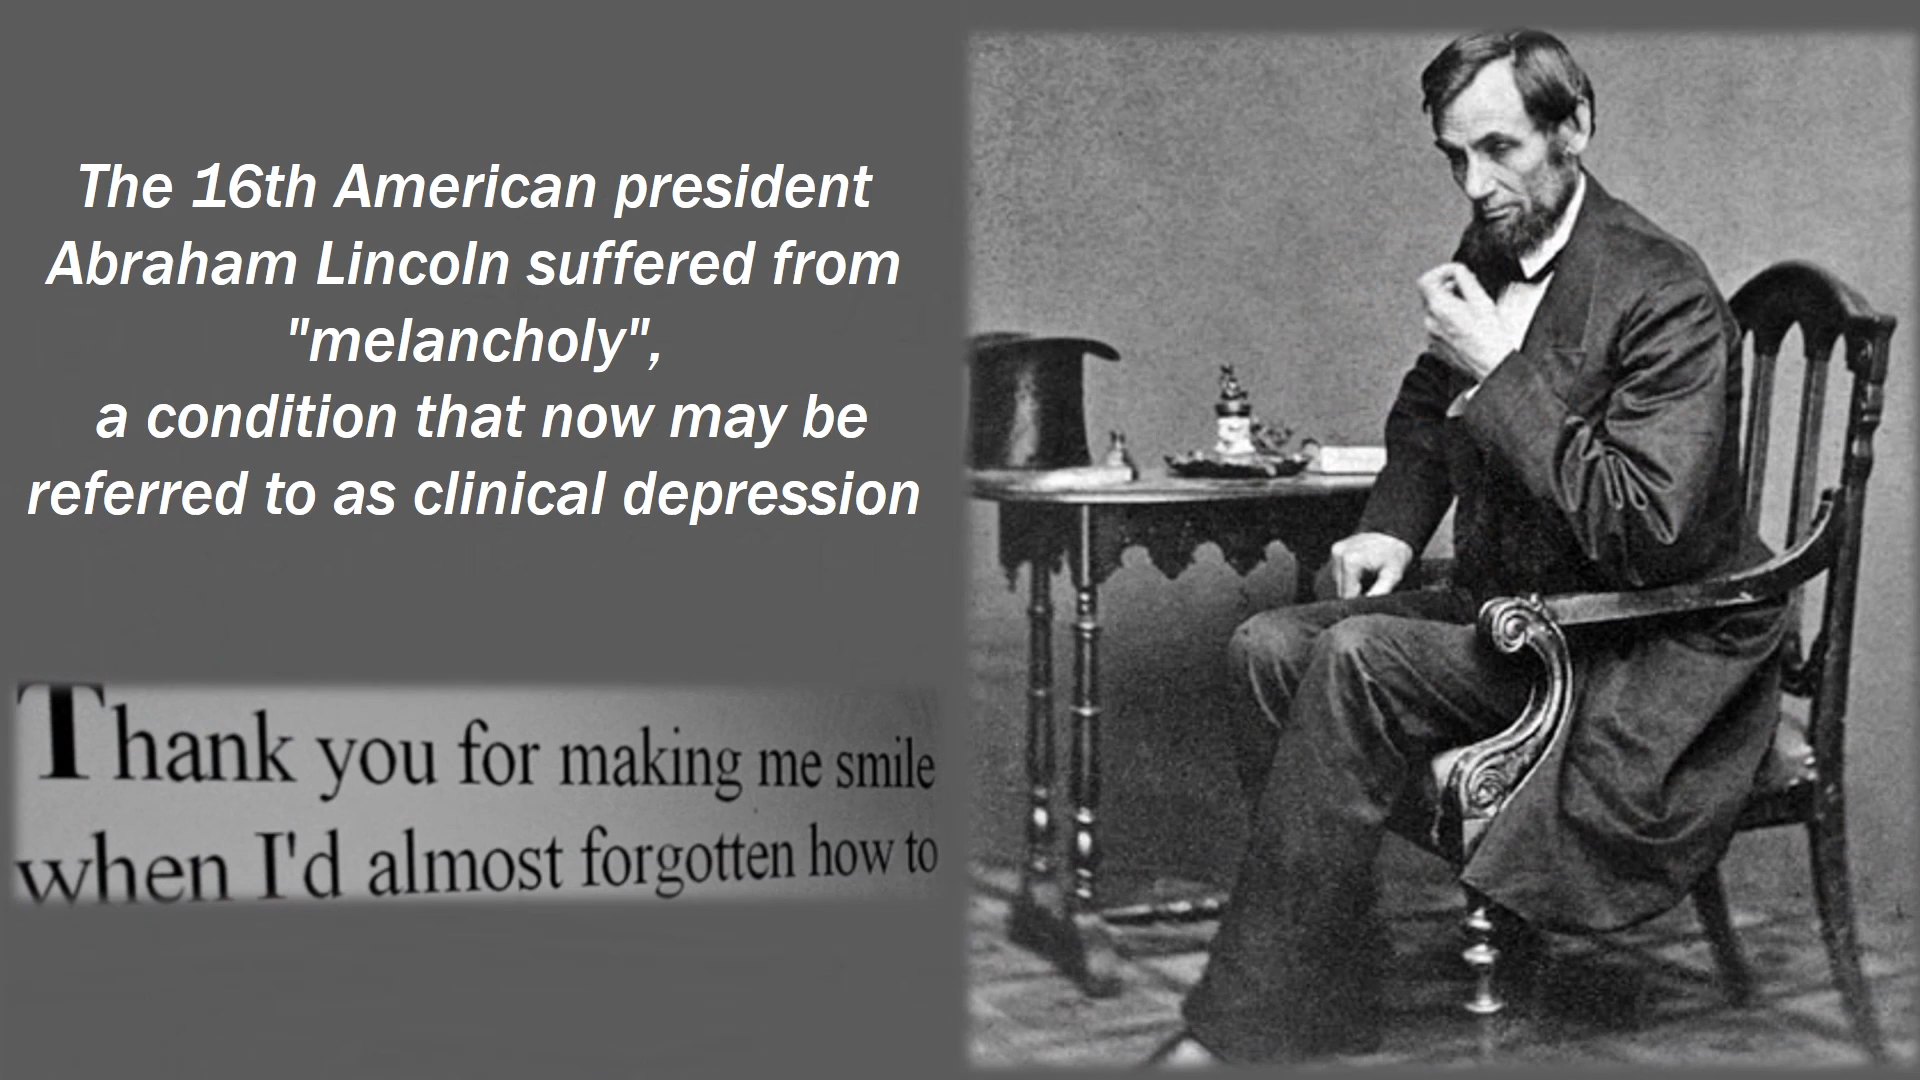 The 16th American president
Abraham Lincoln suffered from
"melancholy",
a condition that now may be
referred to as clinical depression
Thank you for making me smile
when I'd almost forgotten how to